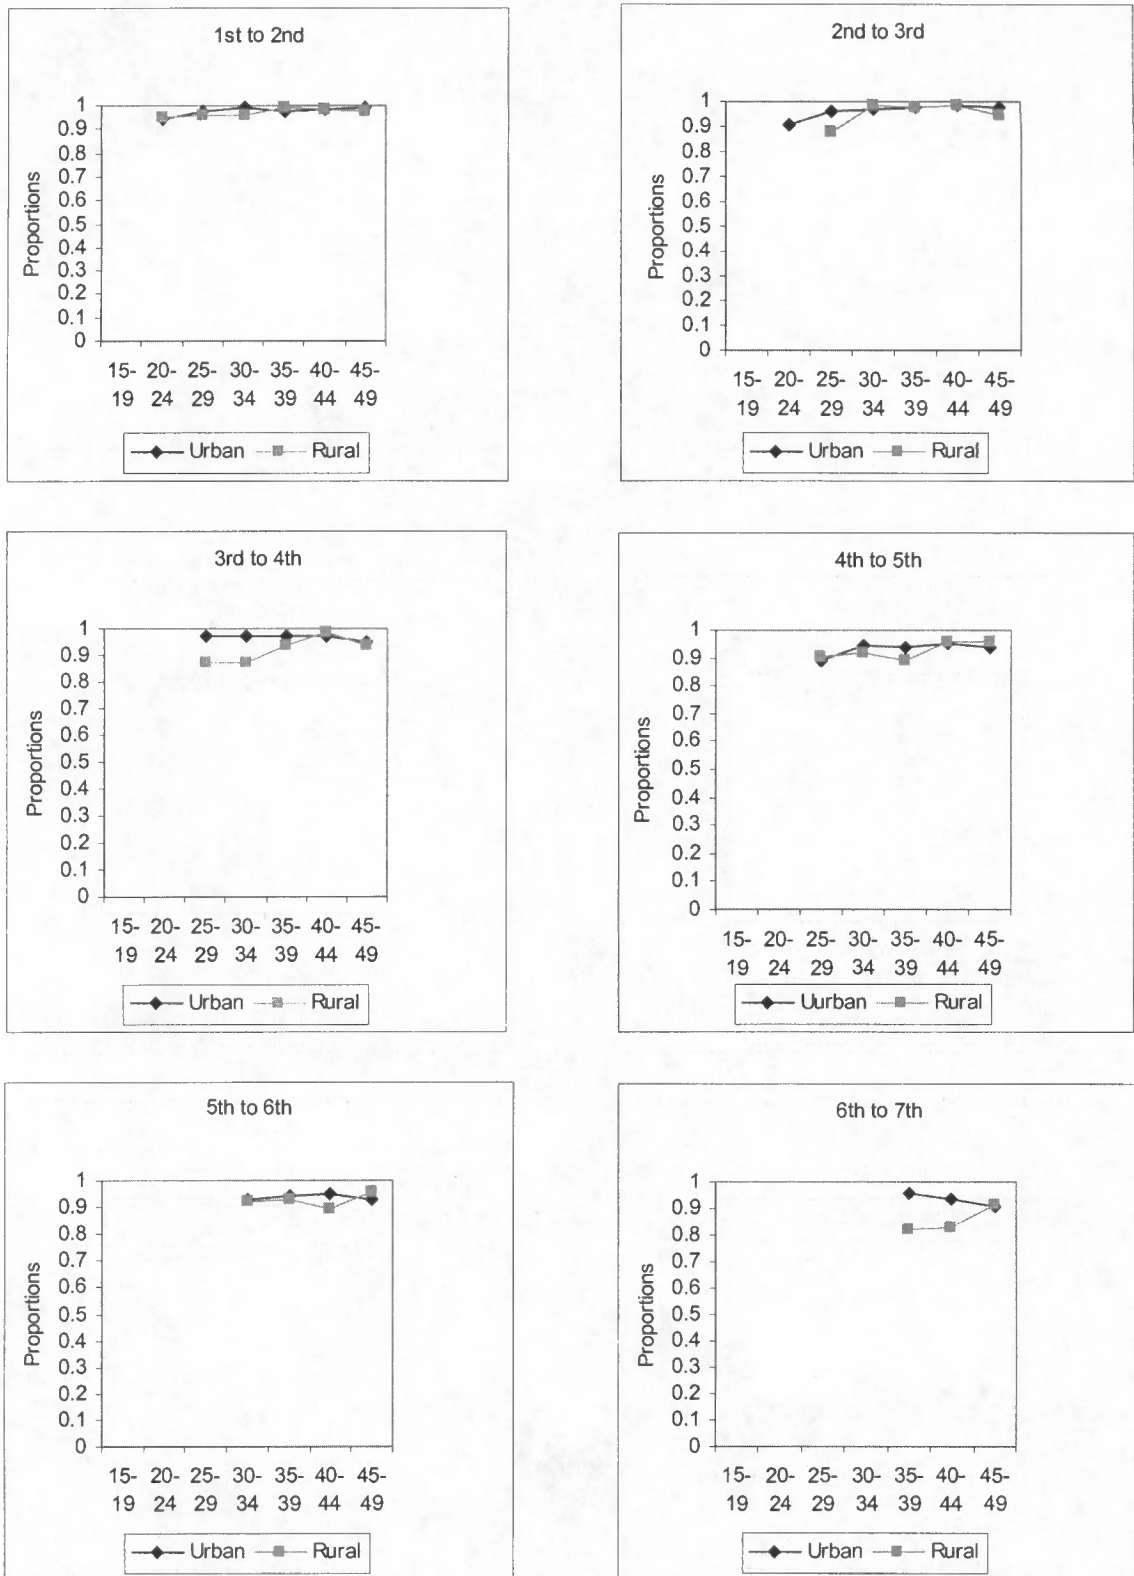 1st to 2nd
Proportions
1
0.9
0.8
0.7
0.6
0.5
0.4
0.3
0.2
0.1
0
15- 20- 25- 30- 35- 40- 45-
19 24 29 34 39 44 49
Urban Rural
2nd to 3rd
Proportions
1
0.9
0.8
0.7
0.6
0.5
0.4
0.3
0.2
0.1
0
15- 20- 25- 30- 35- 40- 45-
19 24 29 34 39 44 49
Urban Rural
3rd to 4th
Proportions
1
0.9
0.8
0.7
0.6
0.5
0.4
0.3
0.2
0.1
0
15- 20- 25- 30- 35- 40- 45-
19 24 29 34 39 44 49
Urban Rural
4th to 5th
Proportions
1
0.9
0.8
0.7
0.6
0.5
0.4
0.3
0.2
0.1
0
15- 20- 25- 30- 35- 40- 45-
19 24 29 34 39 44 49
Uurban Rural
5th to 6th
Proportions
1
0.9
0.8
0.7
0.6
0.5
0.4
0.3
0.2
0.1
0
15- 20- 25- 30- 35- 40- 45-
19 24 29 34 39 44 49
Urban Rural
6th to 7th
Proportions
1
0.9
0.8
0.7
0.6
0.5
0.4
0.3
0.2
0.1
0
15- 20- 25- 30- 35- 40- 45-
19 24 29 34 39 44 49
Urban Rural